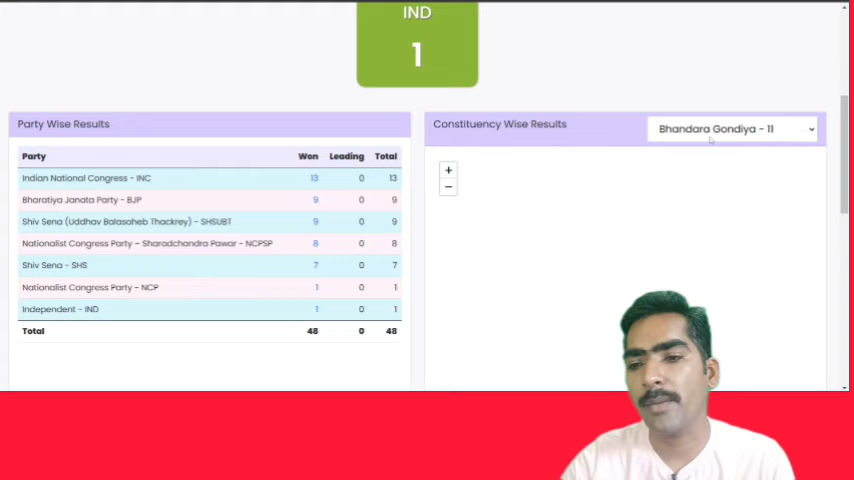 IND
1
Party Wise Results
Party Won Leading Total
Indian National Congress - INC 13 0 13
Bharatiya Janata Party - BJP 9 0 9
Shiv Sena (Uddhav Balasaheb Thackrey) - SHSUBT 9 0 9
Nationalist Congress Party – Sharadchandra Pawar - NCPSP 8 0 8
Shiv Sena - SHS 7 0 7
Nationalist Congress Party - NCP 1 0 1
Independent - IND 1 0 1
Total 48 0 48
Constituency Wise Results
Bhandara Gondiya - 11
+
−